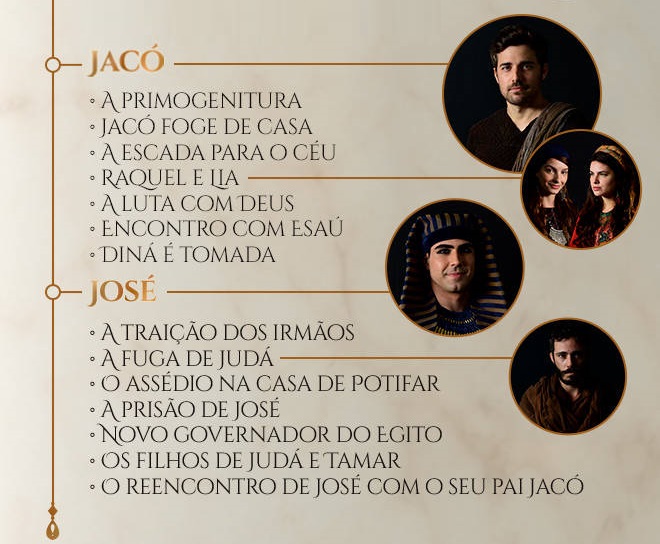 JACÓ
◦ A PRIMOGENITURA
◦ JACÓ FOGE DE CASA
◦ A ESCADA PARA O CÉU
◦ RAQUEL E LIA
◦ A LUTA COM DEUS
◦ ENCONTRO COM ESAÚ
◦ DINÁ É TOMADA
JOSÉ
◦ A TRAIÇÃO DOS IRMÃOS
◦ A FUGA DE JUDÁ
◦ O ASSÉDIO NA CASA DE POTIFAR
◦ A PRISÃO DE JOSÉ
◦ NOVO GOVERNADOR DO EGITO
◦ OS FILHOS DE JUDÁ E TAMAR
◦ O REENCONTRO DE JOSÉ COM O SEU PAI JACÓ